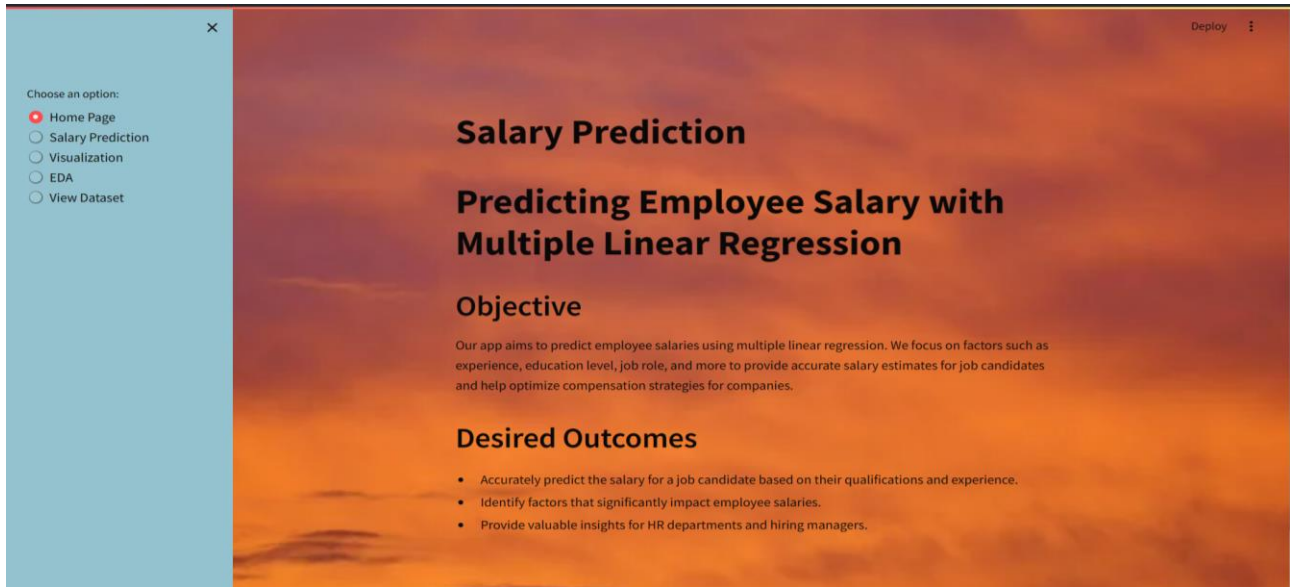 Deploy
Choose an option:
Home Page
Salary Prediction
Visualization
EDA
View Dataset
Salary Prediction
Predicting Employee Salary with
Multiple Linear Regression
Objective
Our app aims to predict employee salaries using multiple linear regression. We focus on factors such as
experience, education level, job role, and more to provide accurate salary estimates for job candidates
and help optimize compensation strategies for companies.
Desired Outcomes
• Accurately predict the salary for a job candidate based on their qualifications and experience.
• Identify factors that significantly impact employee salaries.
• Provide valuable insights for HR departments and hiring managers.